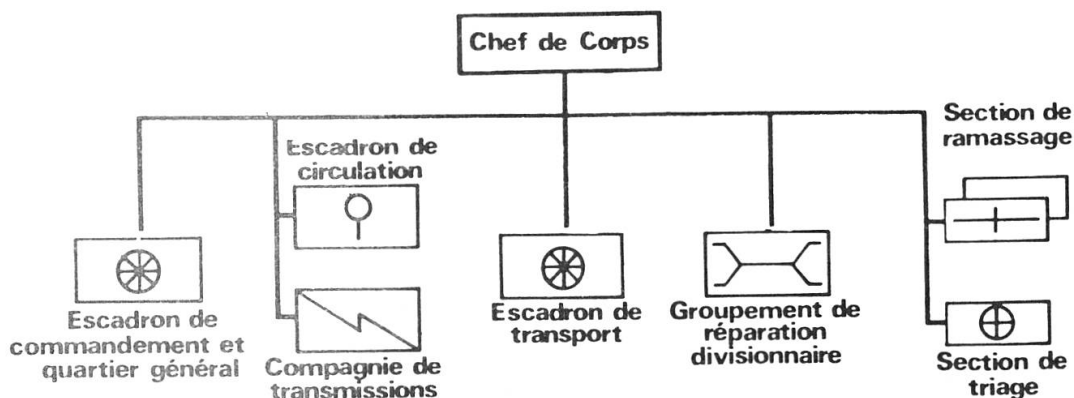 Chef de Corps
Section de
ramassage
Escadron de
circulation
Escadron de
commandement et
quartier général
Compagnie de
transmissions
Escadron de
transport
Groupement de
réparation
divisionnaire
Section de
triage